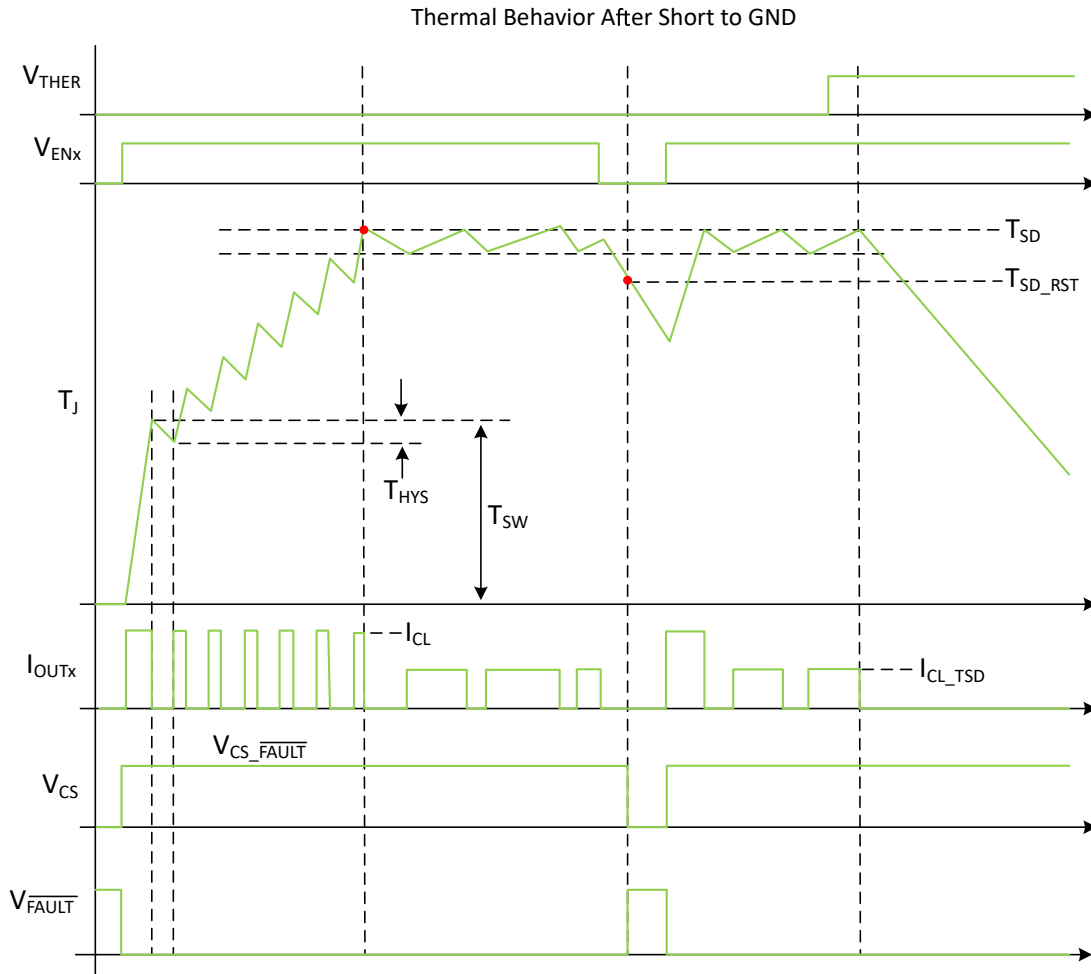 Thermal Behavior After Short to GND
VTHER
VENx
TSD
TSD_RST
TJ
THYS
TSW
ICL
IOUTx
ICL_TSD
VCS_FAULT
VCS
VFAULT